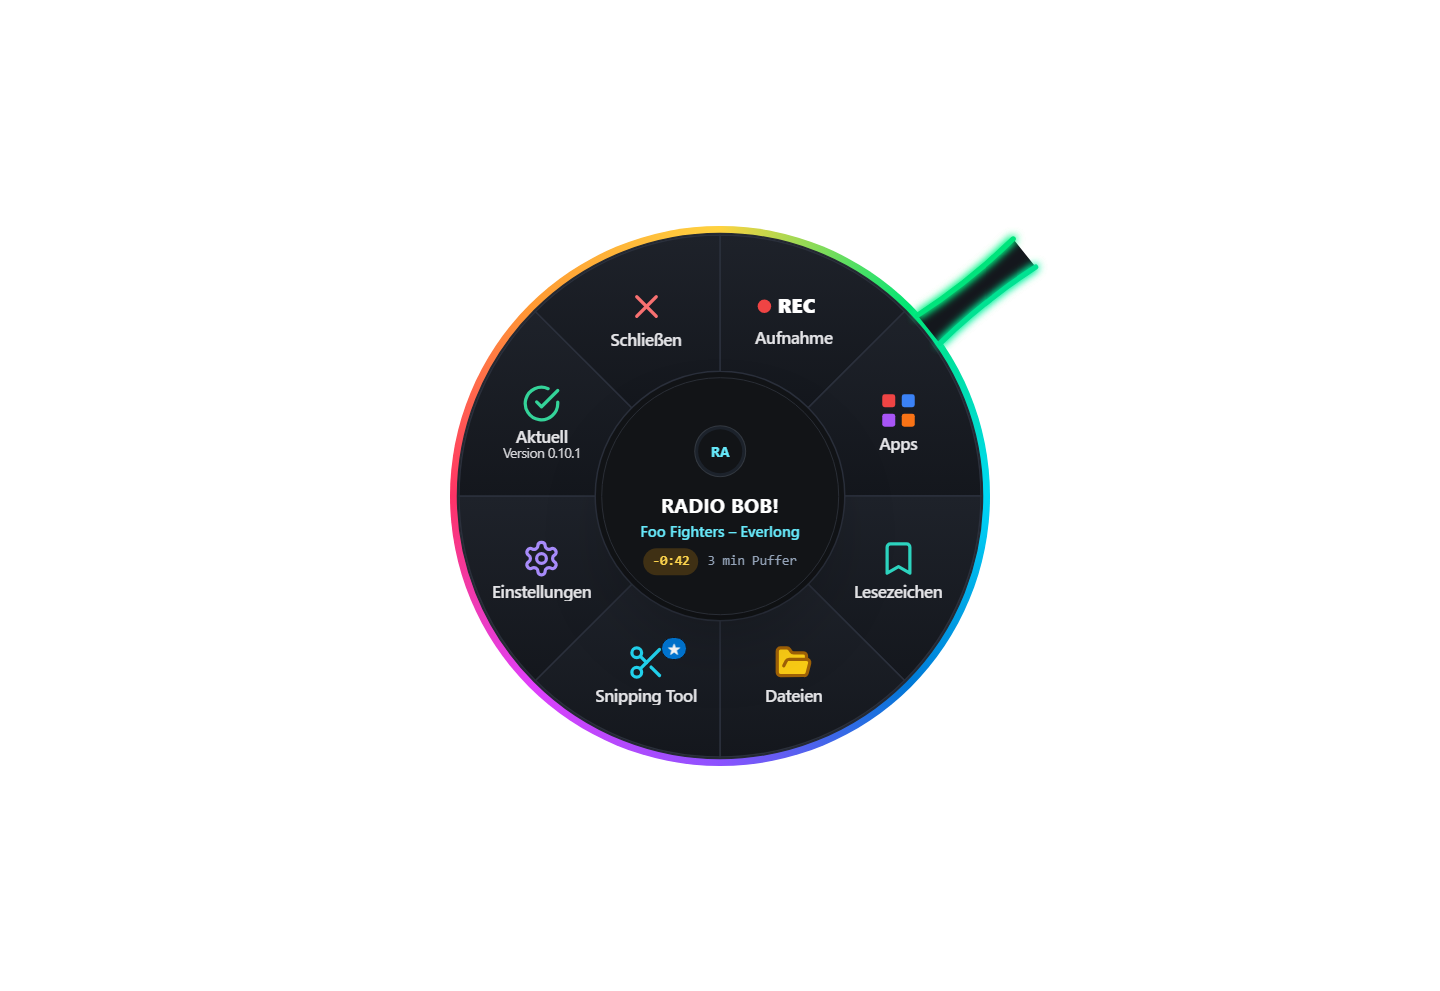 REC
Schließen
Aufnahme
Aktuell
Version 0.10.1
Apps
RA
RADIO BOB!
Foo Fighters – Everlong
-0:42 3 min Puffer
Einstellungen
Lesezeichen
Snipping Tool
Dateien